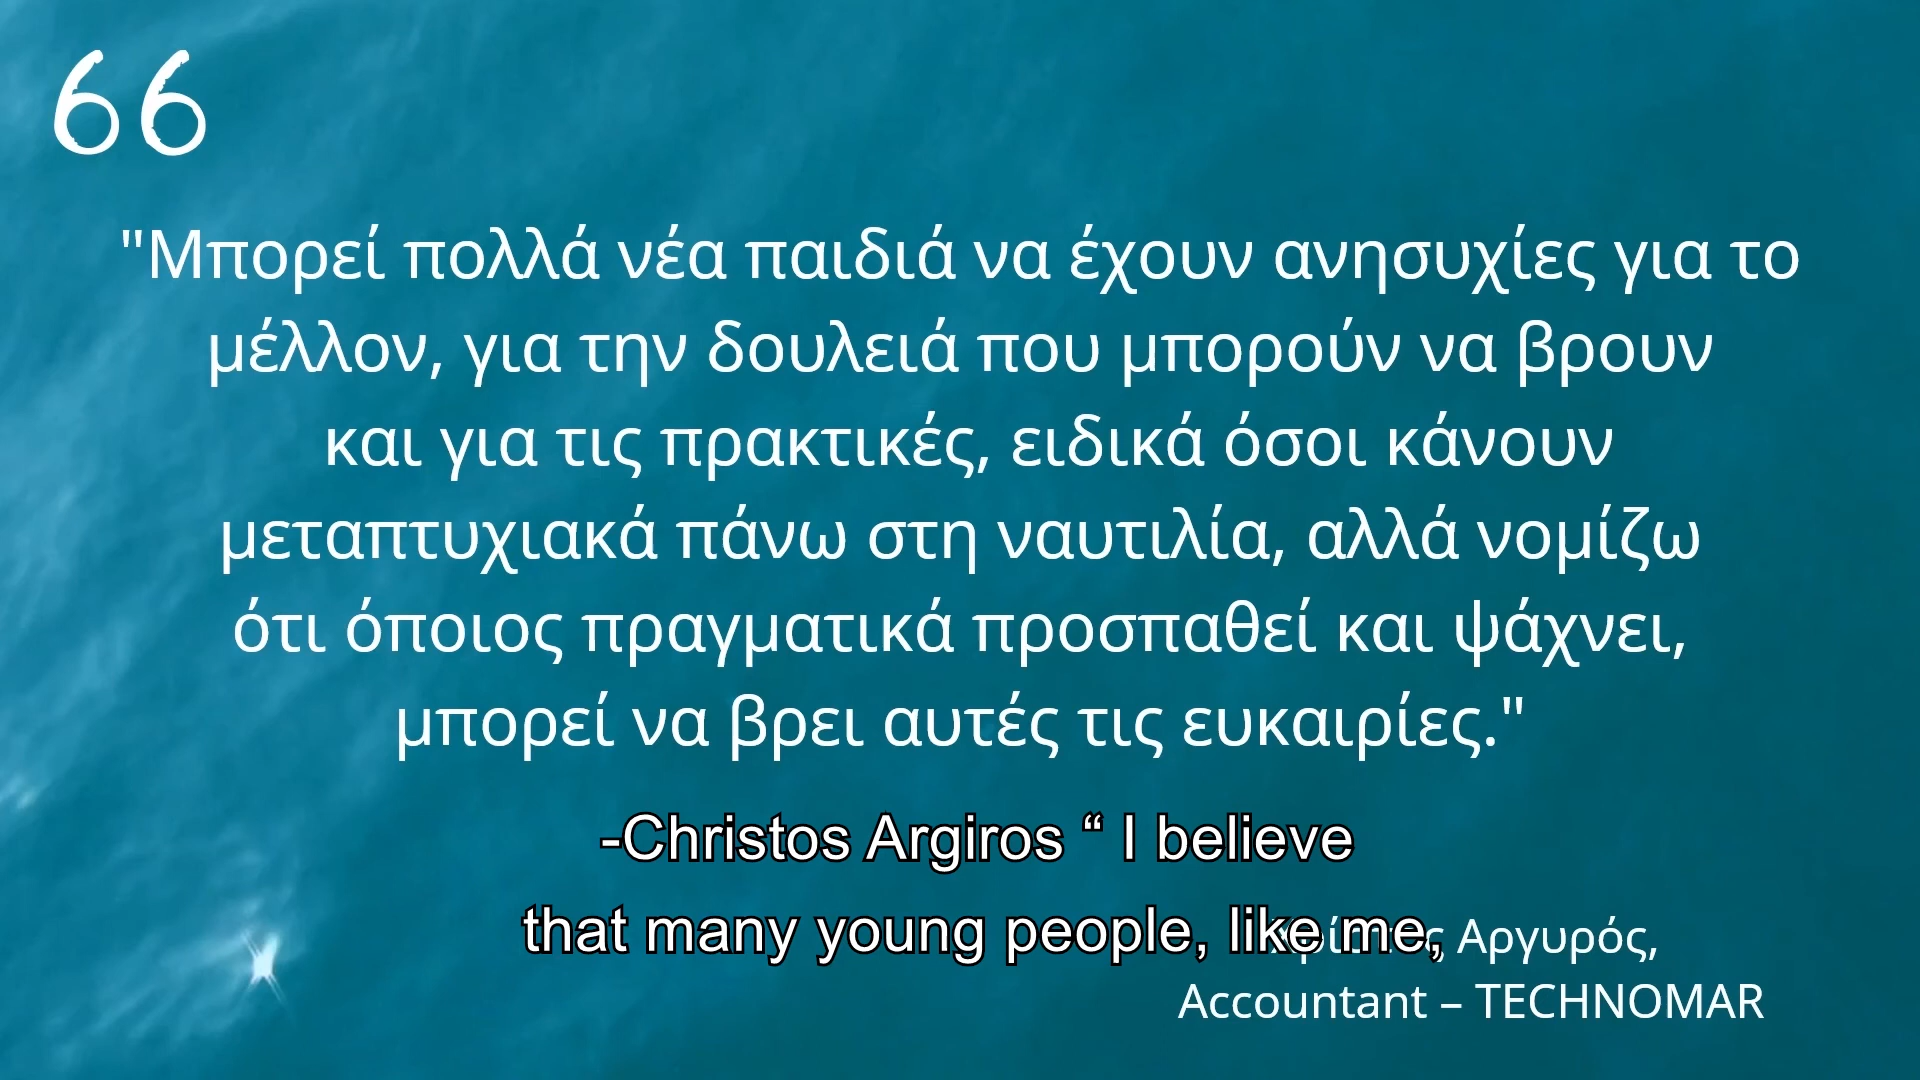 66
"Μπορεί πολλά νέα παιδιά να έχουν ανησυχίες για το
μέλλον, για την δουλειά που μπορούν να βρουν
και για τις πρακτικές, ειδικά όσοι κάνουν
μεταπτυχιακά πάνω στη ναυτιλία, αλλά νομίζω
ότι όποιος πραγματικά προσπαθεί και ψάχνει,
μπορεί να βρει αυτές τις ευκαιρίες."
-Christos Argiros “ I believe
that many young people, like me,
Αργυρός,
Accountant – TECHNOMAR